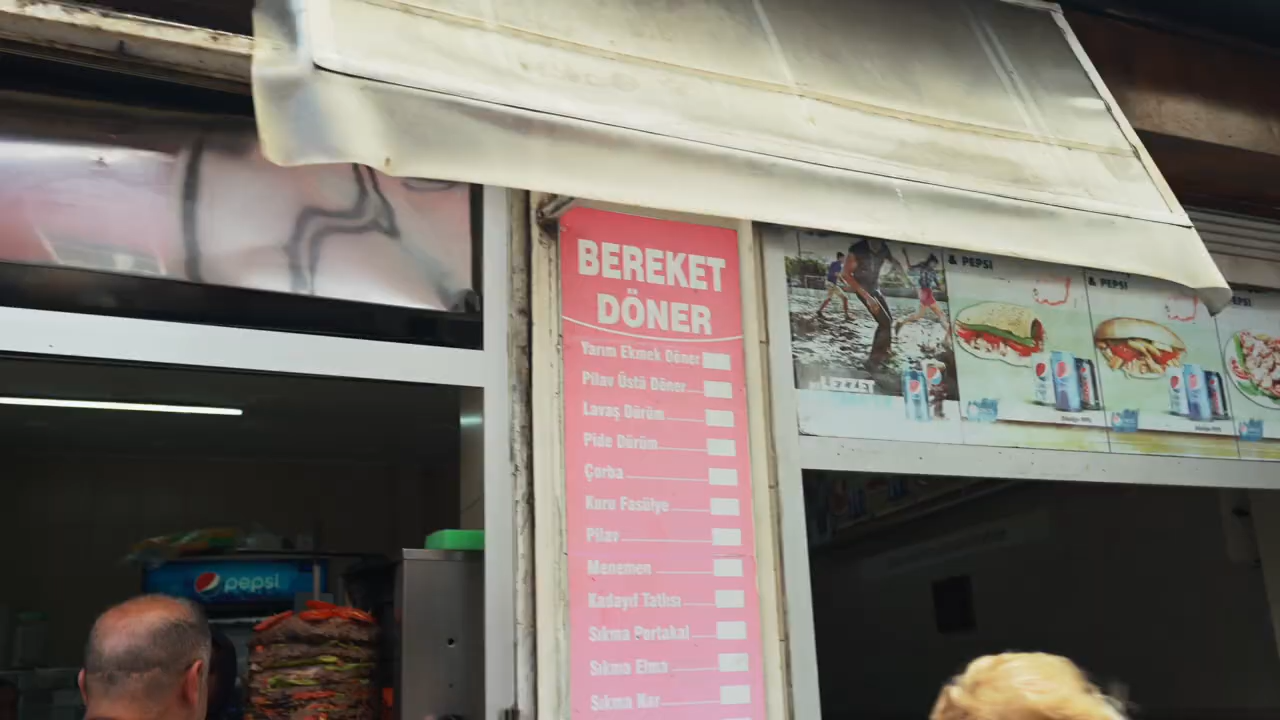 BEREKET
DÖNER
Yarım Ekmek Döner
Pilav Üstü Döner
Lavaş Dürüm
Pide Dürüm
Çorba
Kuru Fasülye
Pilav
Menemen
Kadayıf Tatlısı
Sıkma Portakal
Sıkma Elma
Sıkma Nar
& PEPSI
& PEPSI
PEPSI
pepsi